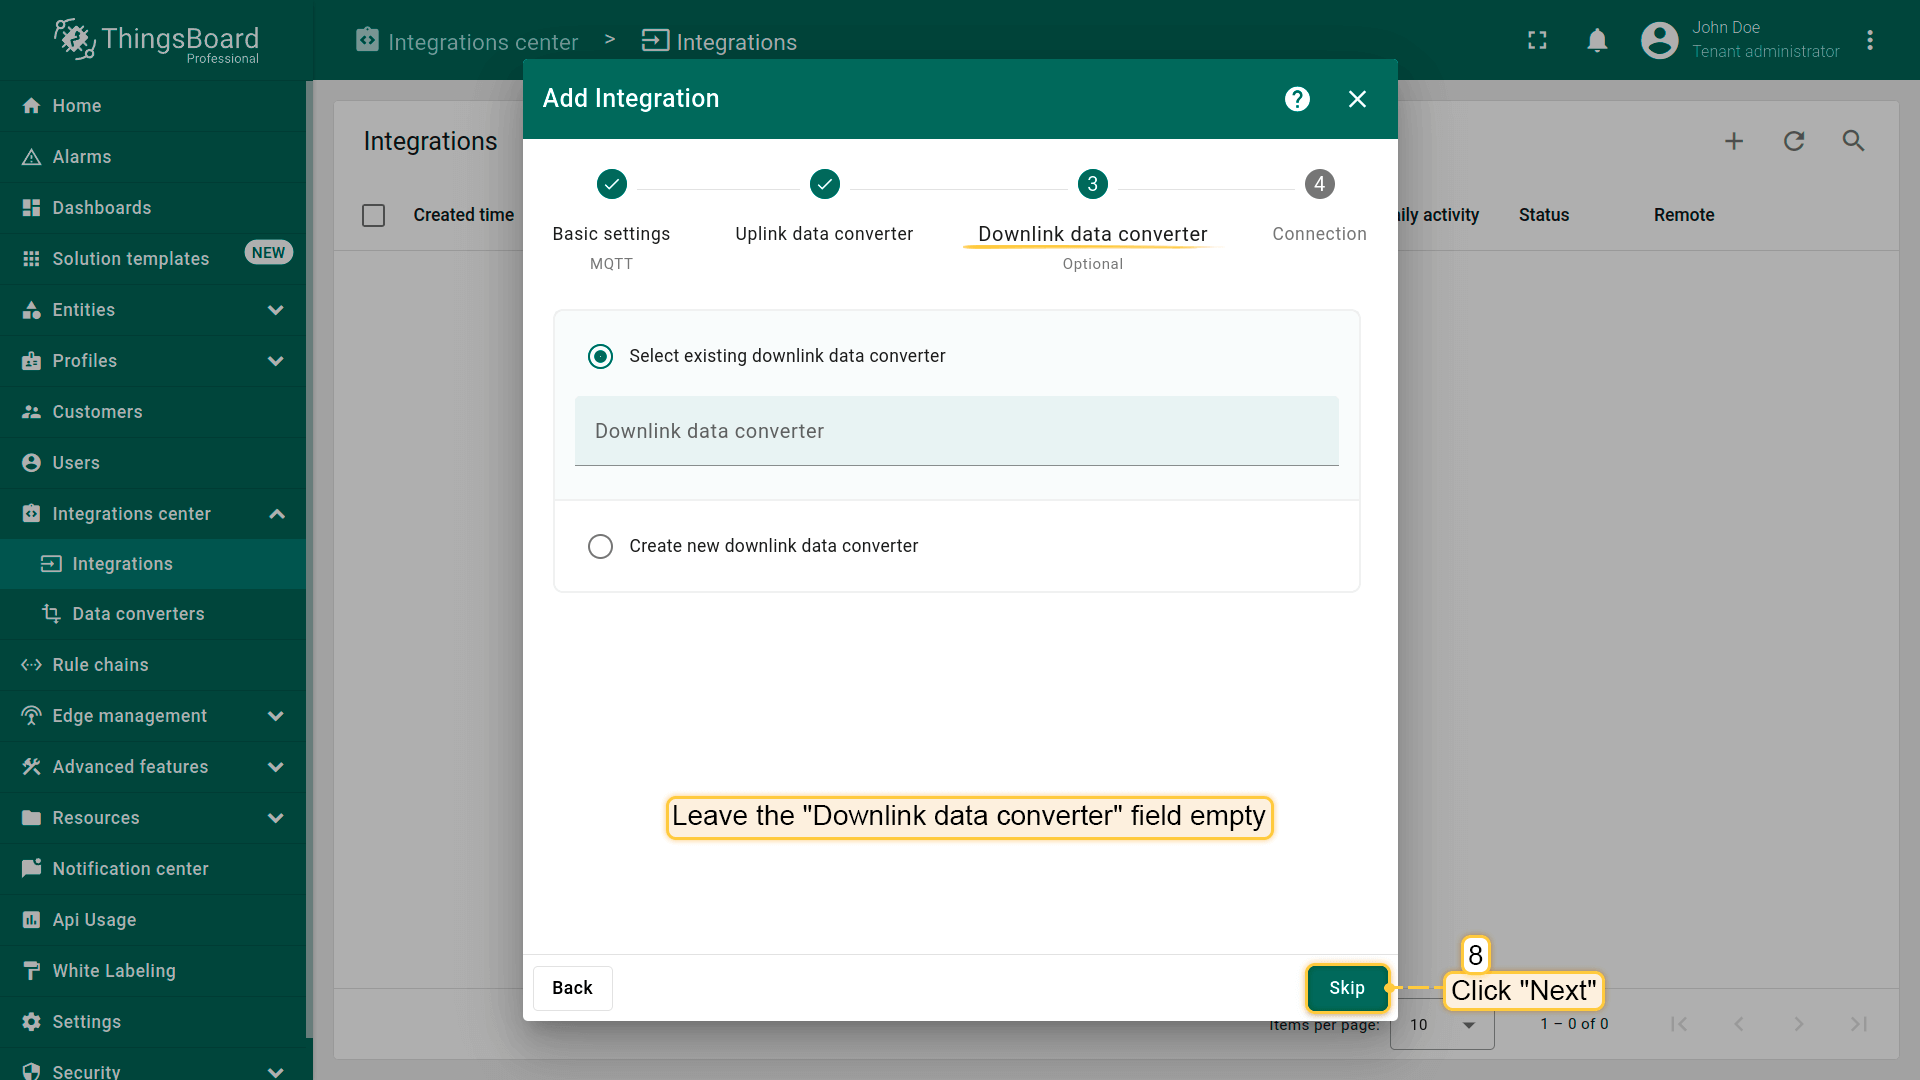 ThingsBoard
Professional
Integrations center > Integrations
John Doe
Tenant administrator
Home
Alarms
Dashboards
Solution templates
NEW
Entities
Profiles
Customers
Users
Integrations center
Integrations
Data converters
Rule chains
Edge management
Advanced features
Resources
Notification center
Api Usage
White Labeling
Settings
Security
Integrations
Created time
ily activity
Status
Remote
Add Integration
3
4
Basic settings
MQTT
Uplink data converter
Downlink data converter
Optional
Connection
Select existing downlink data converter
Downlink data converter
Create new downlink data converter
Leave the "Downlink data converter" field empty
Back
Skip
8
Click "Next"
Items per page:
10
1 – 0 of 0